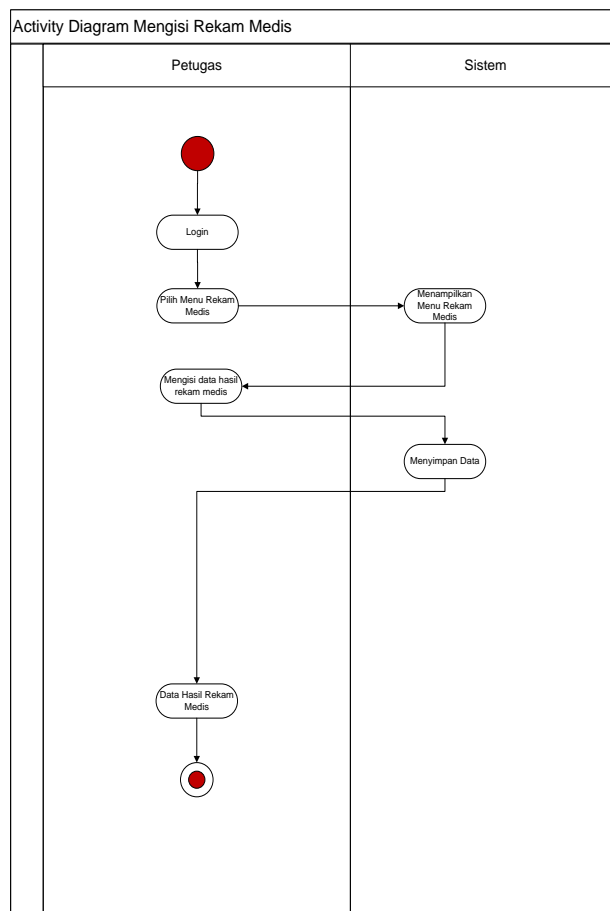 Activity Diagram Mengisi Rekam Medis
Petugas
Sistem
Login
Pilih Menu Rekam
Medis
Menampilkan
Menu Rekam
Medis
Mengisi data hasil
rekam medis
Menyimpan Data
Data Hasil Rekam
Medis